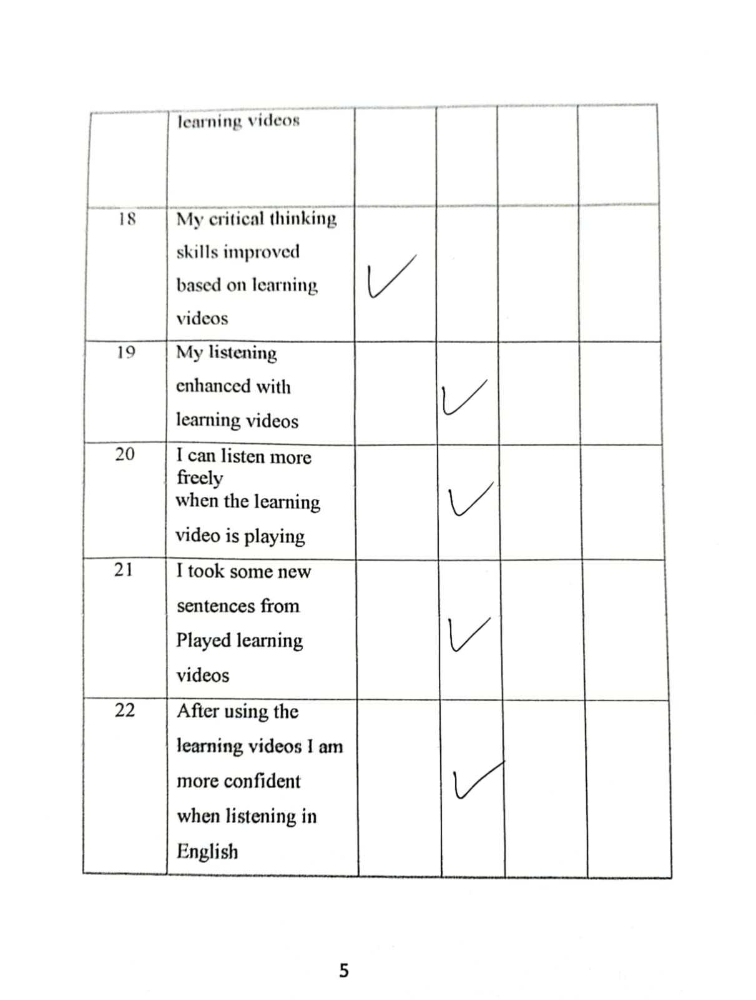 learning videos
18
My critical thinking
skills improved
based on learning
videos
19
My listening
enhanced with
learning videos
20
I can listen more
freely
when the learning
video is playing
21
I took some new
sentences from
Played learning
videos
22
After using the
learning videos I am
more confident
when listening in
English
5